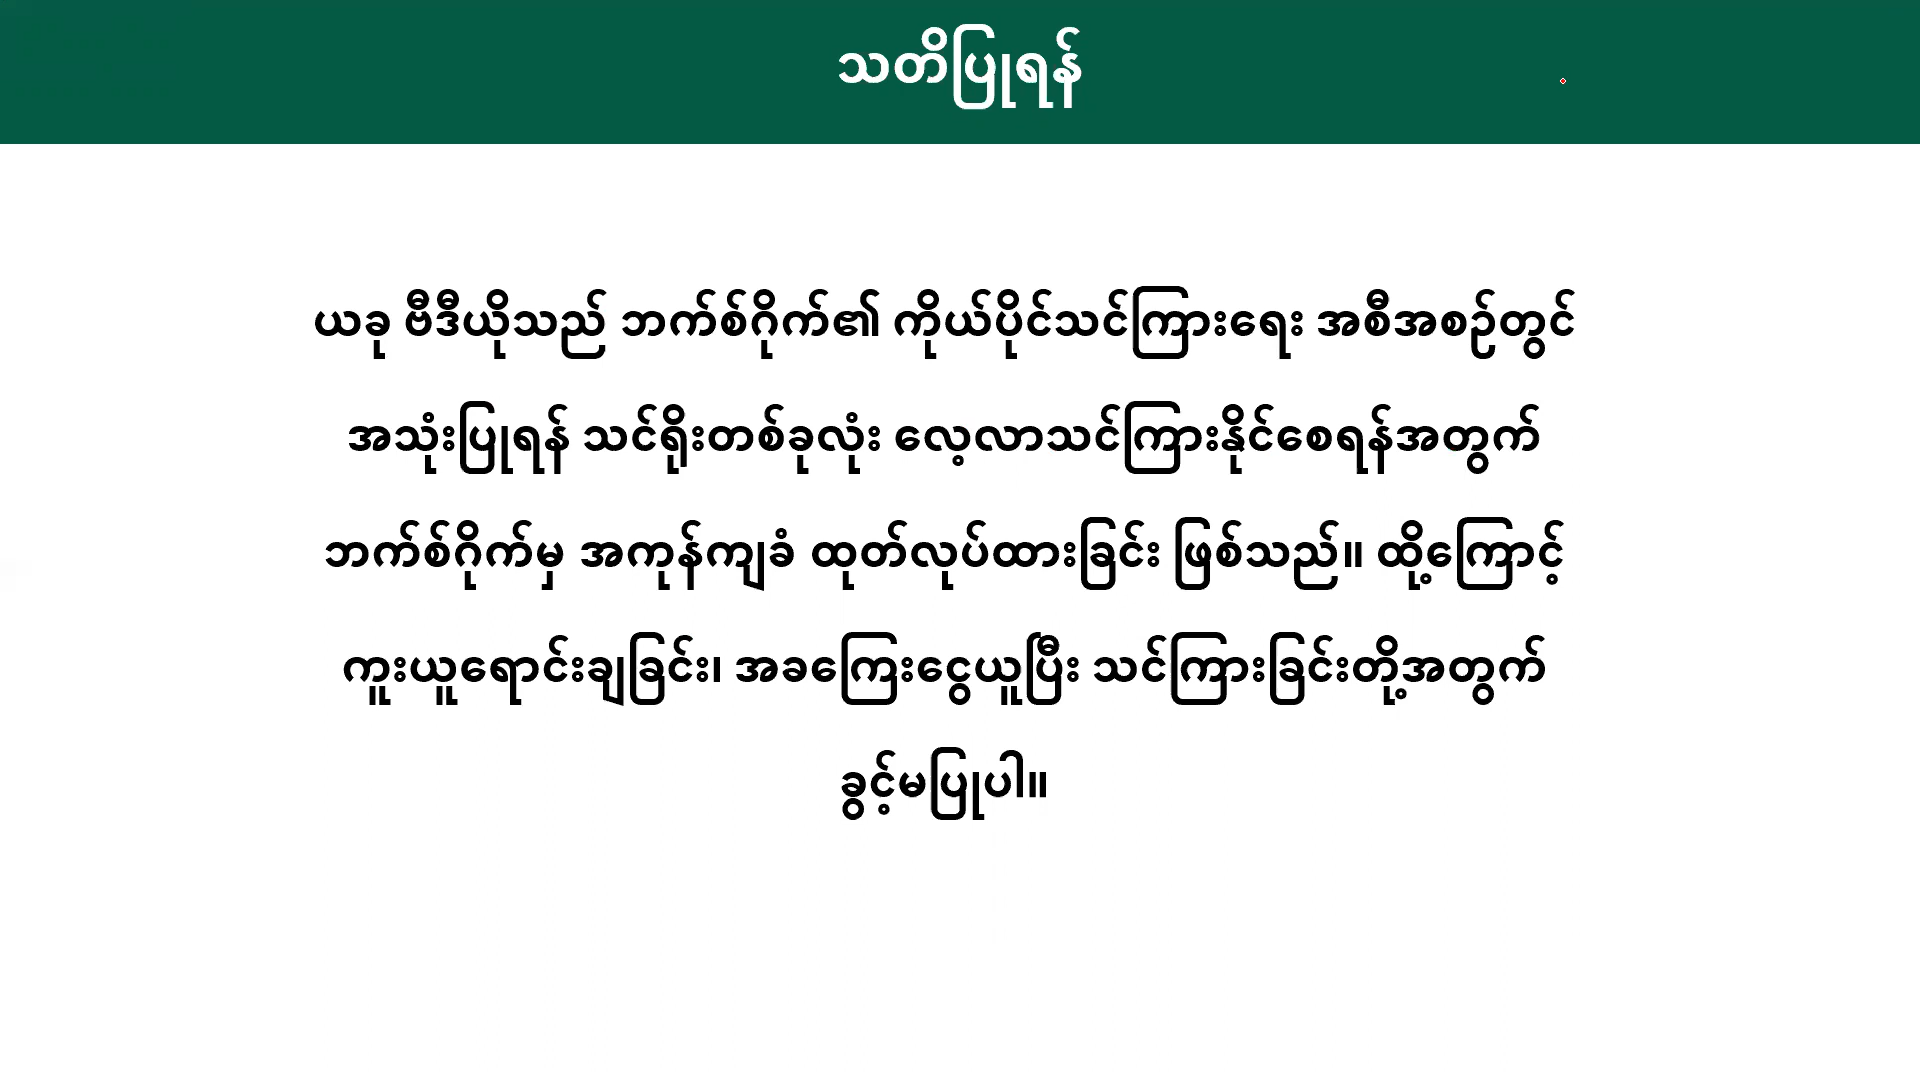 သတိပြုရန်
ယခု ဗီဒီယိုသည် ဘက်စ်ဂိုက်၏ ကိုယ်ပိုင်သင်ကြားရေး အစီအစဉ်တွင်
အသုံးပြုရန် သင်ရိုးတစ်ခုလုံး လေ့လာသင်ကြားနိုင်စေရန်အတွက်
ဘက်စ်ဂိုက်မှ အကုန်ကျခံ ထုတ်လုပ်ထားခြင်း ဖြစ်သည်။ ထို့ကြောင့်
ကူးယူရောင်းချခြင်း၊ အခကြေးငွေယူပြီး သင်ကြားခြင်းတို့အတွက်
ခွင့်မပြုပါ။